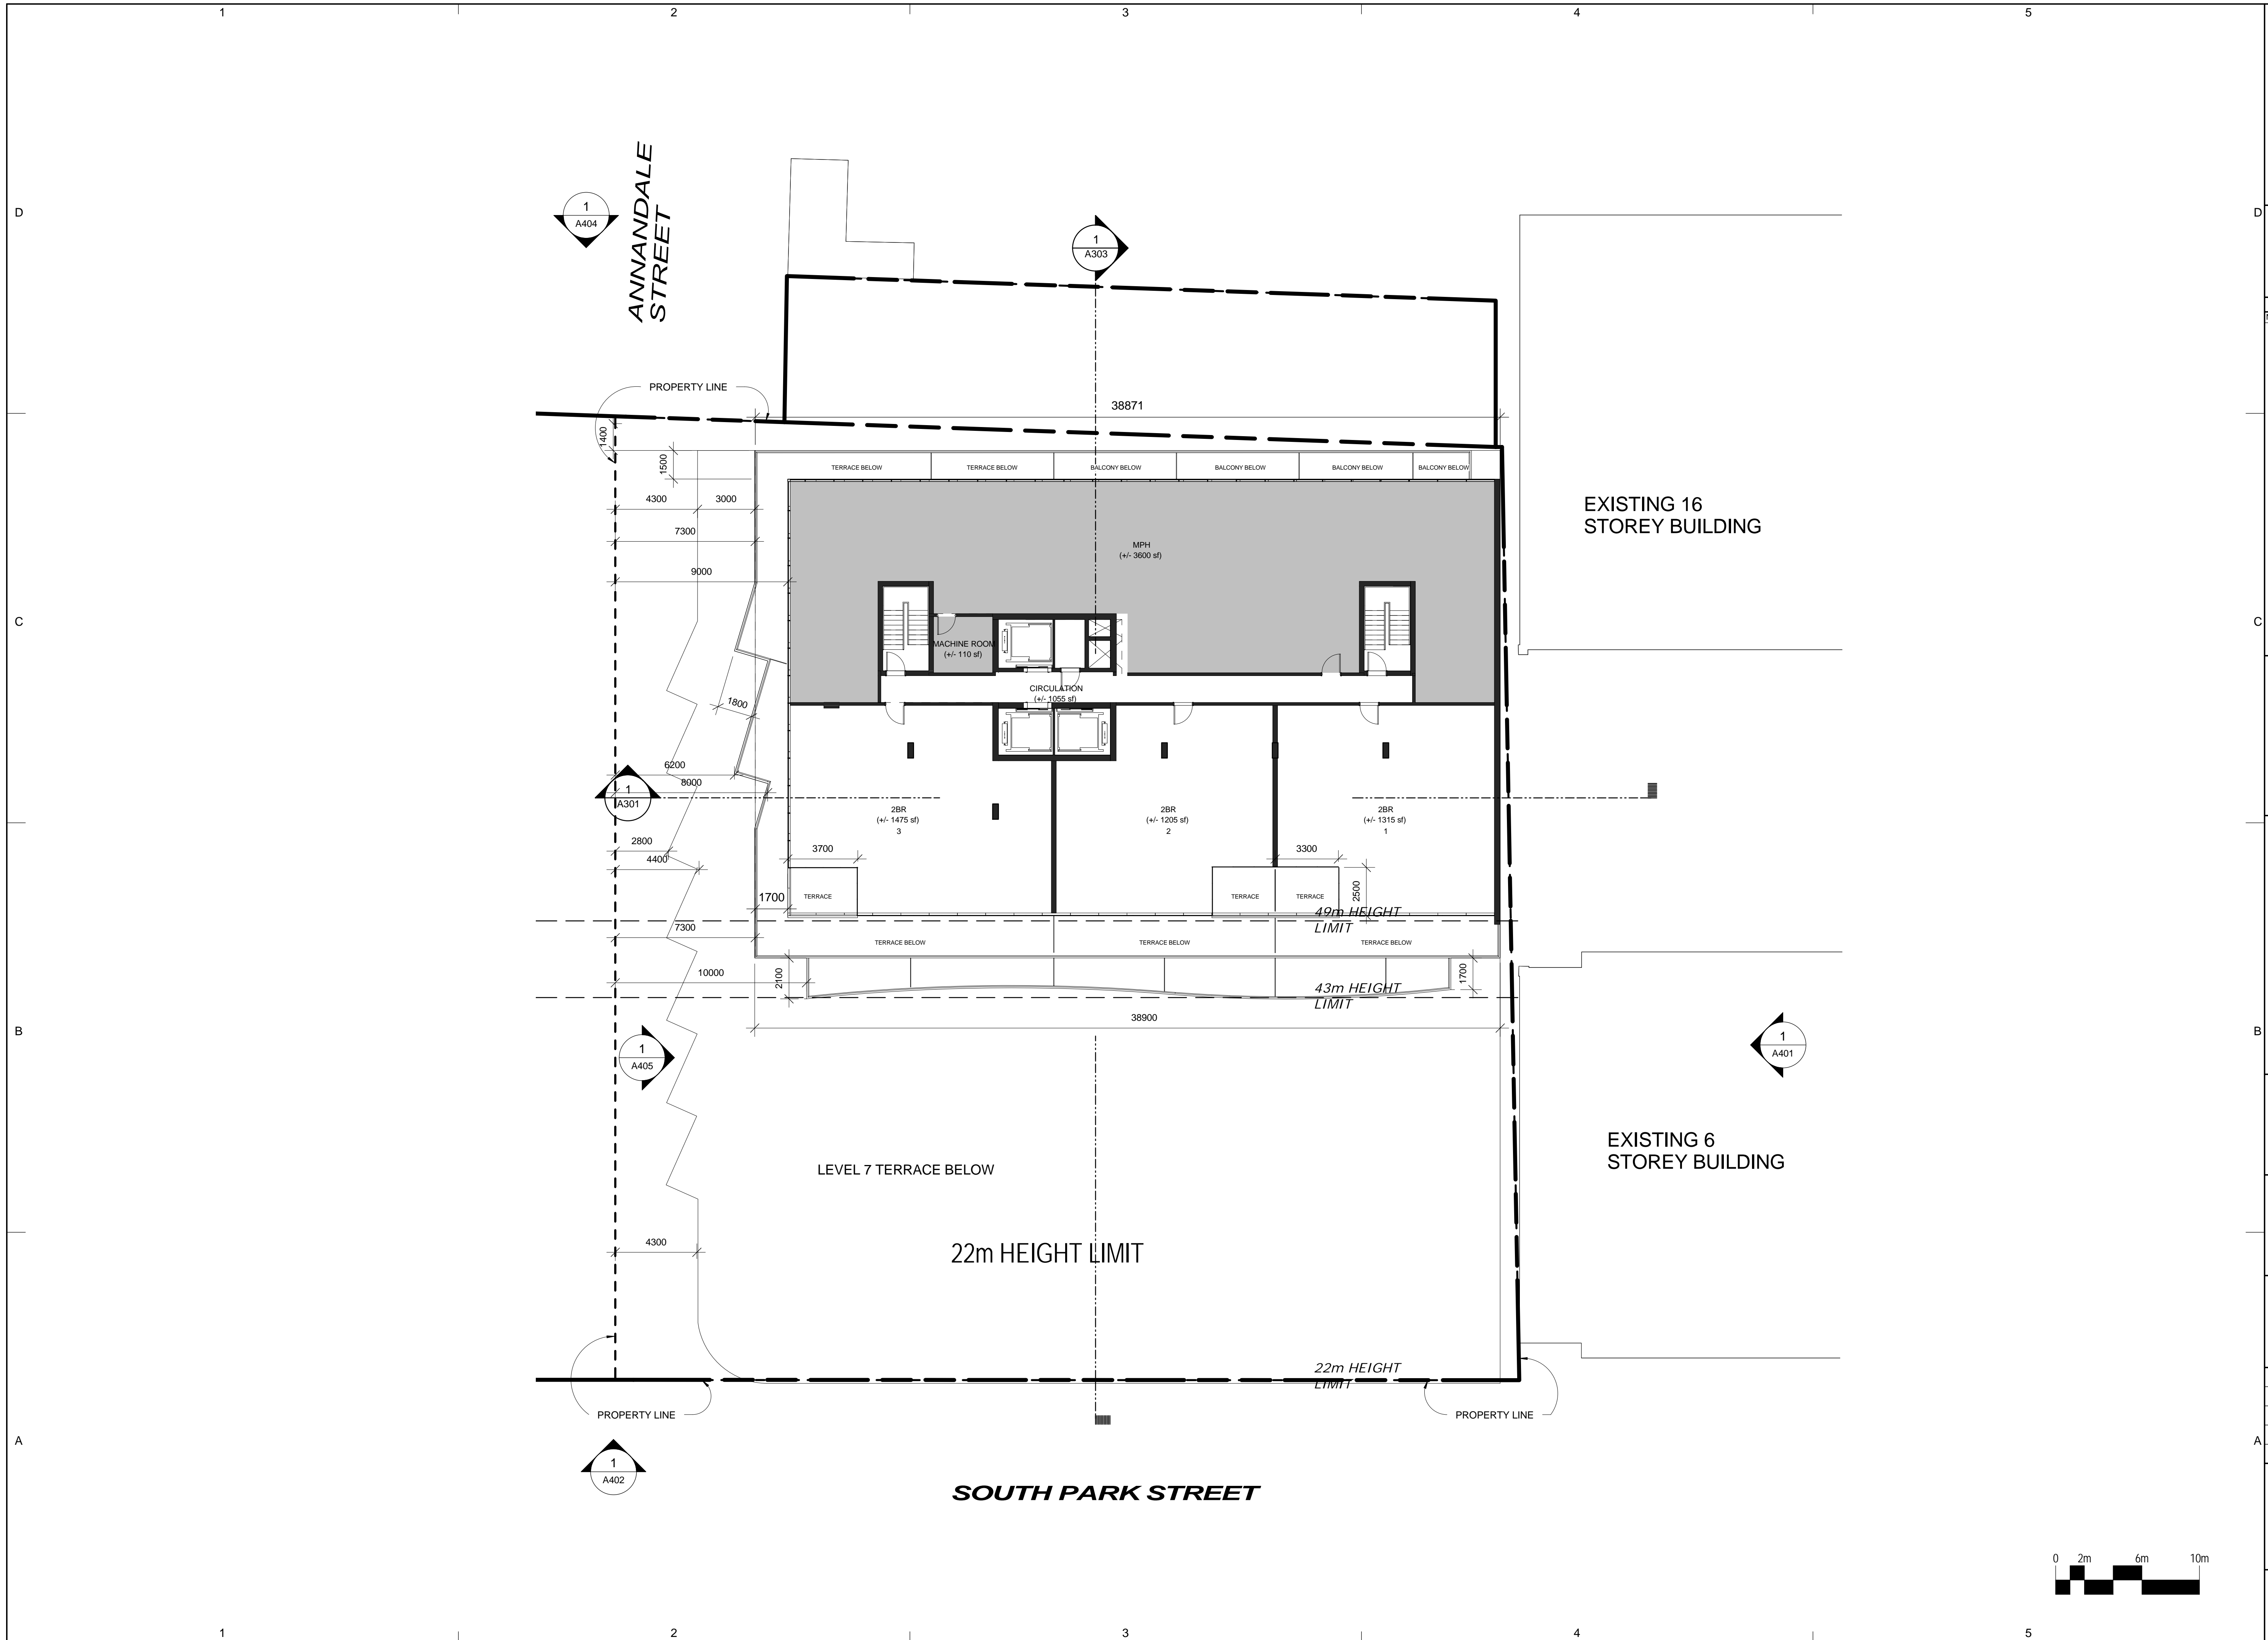 1
2
3
4
5
D
D
ANNANDALE
STREET
1
A404
1
A303
PROPERTY LINE
38871
1400
1500
TERRACE BELOW
TERRACE BELOW
BALCONY BELOW
BALCONY BELOW
BALCONY BELOW
BALCONY BELOW
4300
3000
EXISTING 16
STOREY BUILDING
7300
MPH
(+/- 3600 sf)
9000
C
C
MACHINE ROOM
(+/- 110 sf)
CIRCULATION
(+/- 1055 sf)
1800
6200
8000
1
A301
2BR
(+/- 1475 sf)
3
2BR
(+/- 1205 sf)
2
2BR
(+/- 1315 sf)
1
2800
4400
3700
3300
1700
TERRACE
TERRACE
TERRACE
2500
49m HEIGHT
LIMIT
7300
TERRACE BELOW
TERRACE BELOW
TERRACE BELOW
10000
2100
1700
43m HEIGHT
LIMIT
38900
B
B
1
A405
1
A401
EXISTING 6
STOREY BUILDING
LEVEL 7 TERRACE BELOW
4300
22m HEIGHT LIMIT
22m HEIGHT
LIMIT
PROPERTY LINE
PROPERTY LINE
A
A
1
A402
SOUTH PARK STREET
0 2m 6m 10m
1
2
3
4
5